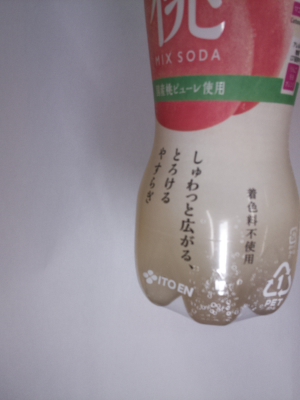 桃
MIX SODA
国産桃ピューレ使用
しゅわっと広がる、
とろける
やすらぎ
着色料不使用
ITO EN
1
PET